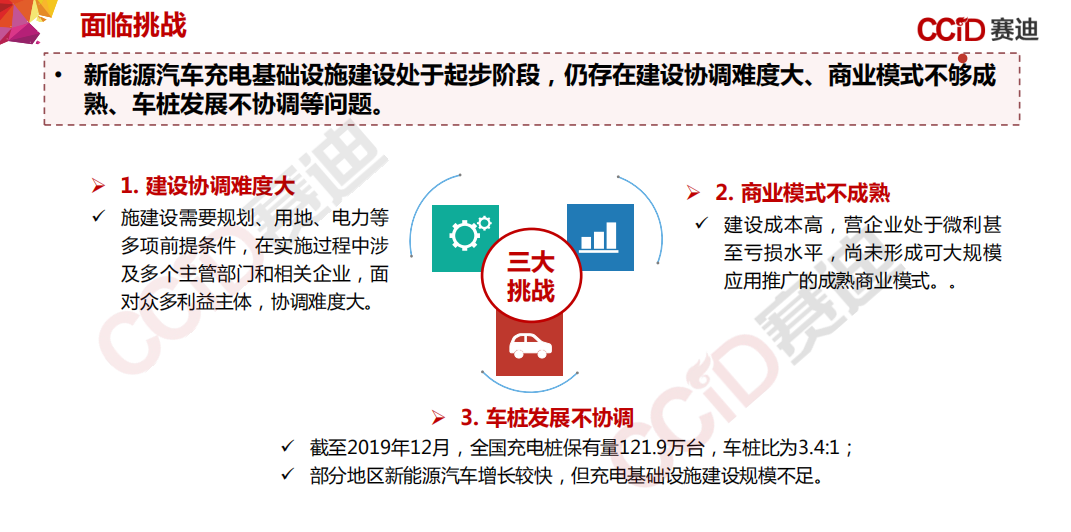 面临挑战
CCiD 赛迪
• 新能源汽车充电基础设施建设处于起步阶段，仍存在建设协调难度大、商业模式不够成
熟、车桩发展不协调等问题。
➢ 1. 建设协调难度大
✓ 施建设需要规划、用地、电力等
多项前提条件，在实施过程中涉
及多个主管部门和相关企业，面
对众多利益主体，协调难度大。
三大
挑战
➢ 2. 商业模式不成熟
✓ 建设成本高，营企业处于微利甚
至亏损水平，尚未形成可大规模
应用推广的成熟商业模式。。
➢ 3. 车桩发展不协调
✓ 截至2019年12月，全国充电桩保有量121.9万台，车桩比为3.4:1；
✓ 部分地区新能源汽车增长较快，但充电基础设施建设规模不足。
CCiD 赛迪
CCiD 赛迪